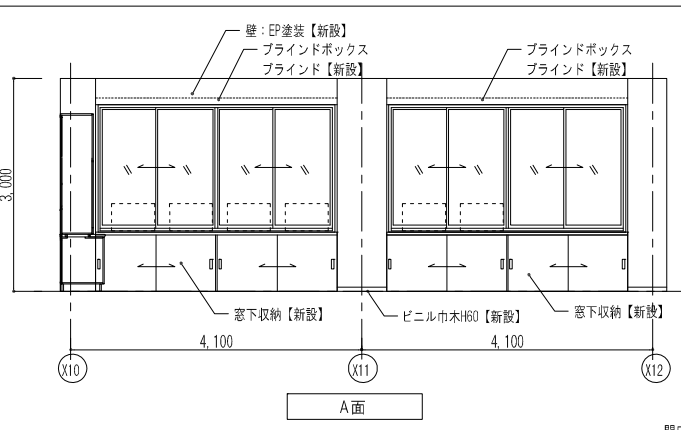 壁：EP塗装【新設】
ブラインドボックス
ブラインド【新設】
ブラインドボックス
ブラインド【新設】
3,000
窓下収納【新設】
ビニル巾木H60【新設】
窓下収納【新設】
4,100
4,100
X10
X11
X12
A面